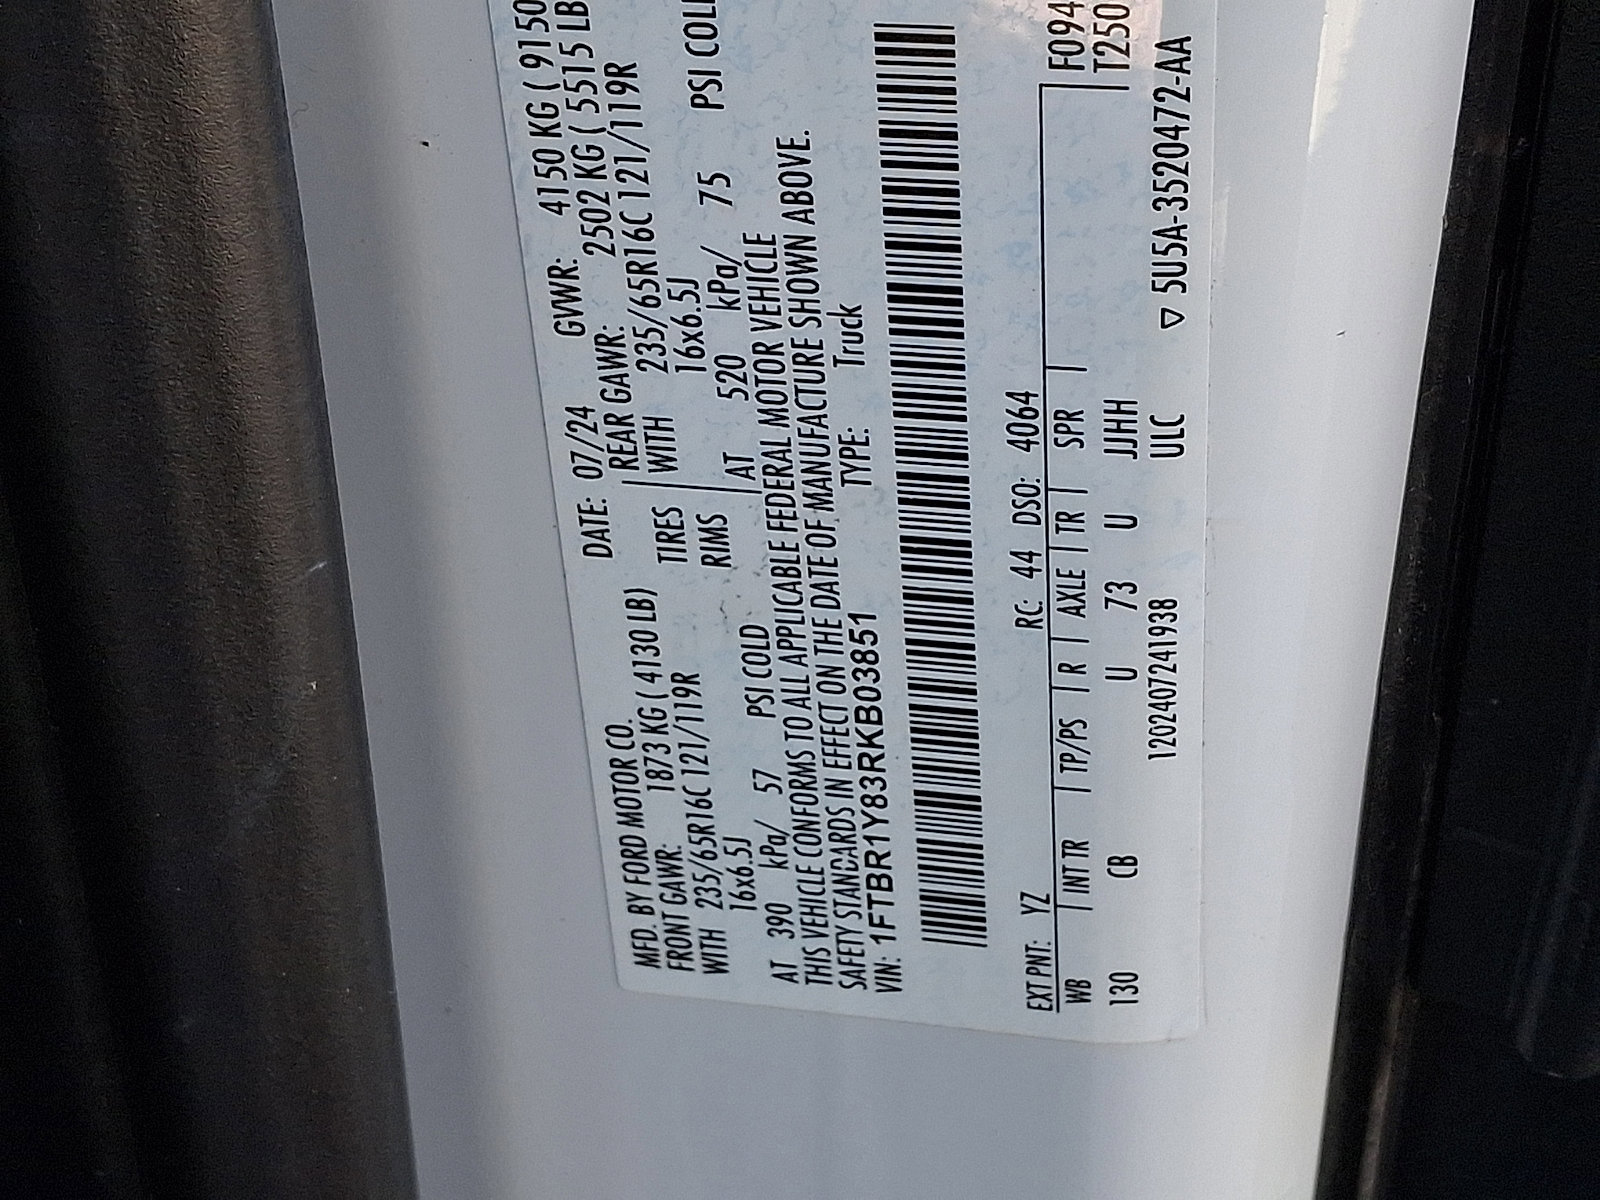 MFD. BY FORD MOTOR CO. DATE: 07/24 GVWR: 4150 KG ( 9150
FRONT GAWR: 1873 KG ( 4130 LB) REAR GAWR: 2502 KG ( 5515 LB
WITH 235/65R16C 121/119R TIRES WITH 235/65R16C 121/119R
16x6.5J RIMS 16x6.5J
AT 390 kPa/ 57 PSI COLD AT 520 kPa/ 75 PSI COL
THIS VEHICLE CONFORMS TO ALL APPLICABLE FEDERAL MOTOR VEHICLE
SAFETY STANDARDS IN EFFECT ON THE DATE OF MANUFACTURE SHOWN ABOVE.
VIN: 1FTBR1Y83RKB03851 TYPE: Truck
EXT PNT: YZ RC: 44 DSO: 4064 F094
WB INT TR TP/PS R AXLE TR SPR T250
130 CB U 73 U JJHH
1202407241938 ULC ▽ 5U5A-3520472-AA